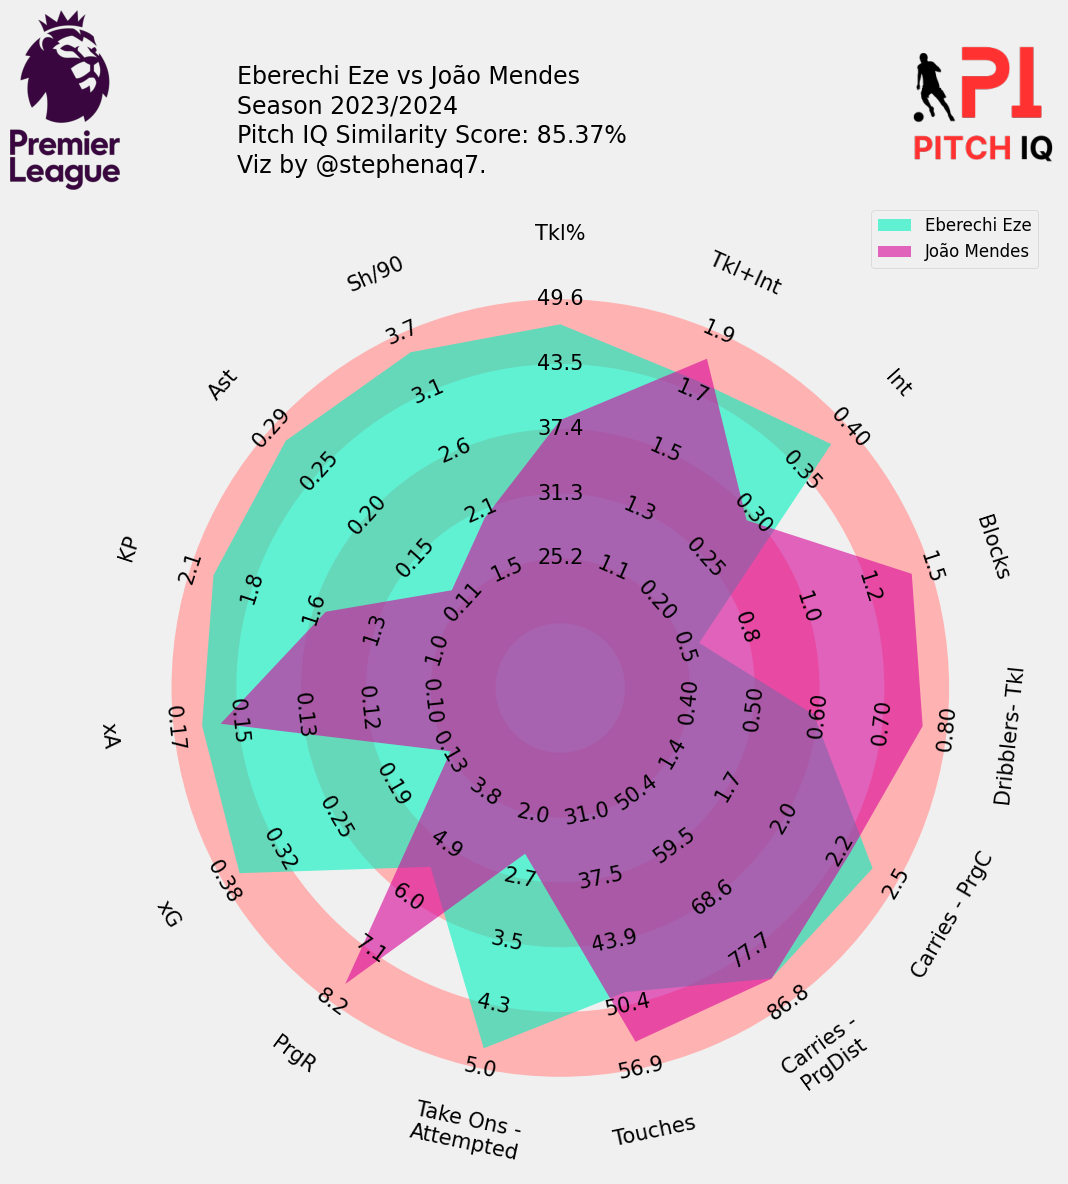 Premier
League
Eberechi Eze vs João Mendes
Season 2023/2024
Pitch IQ Similarity Score: 85.37%
Viz by @stephenaq7.
PI
PITCH IQ
Eberechi Eze
João Mendes
Tkl%
49.6
43.5
37.4
31.3
25.2
Tkl+Int
1.9
1.7
1.5
1.3
1.1
Int
0.40
0.35
0.30
0.25
0.20
Blocks
1.5
1.2
1.0
0.8
0.5
Dribblers- Tkl
0.80
0.70
0.60
0.50
0.40
Carries - PrgC
2.5
2.2
2.0
1.7
1.4
Carries -
PrgDist
86.8
77.7
68.6
59.5
50.4
Touches
56.9
50.4
43.9
37.5
31.0
Take Ons -
Attempted
5.0
4.3
3.5
2.7
2.0
PrgR
8.2
7.1
6.0
4.9
3.8
xG
0.38
0.32
0.25
0.19
0.13
xA
0.17
0.15
0.13
0.12
0.10
KP
2.1
1.8
1.6
1.3
1.0
Ast
0.29
0.25
0.20
0.15
0.11
Sh/90
3.7
3.1
2.6
2.1
1.5